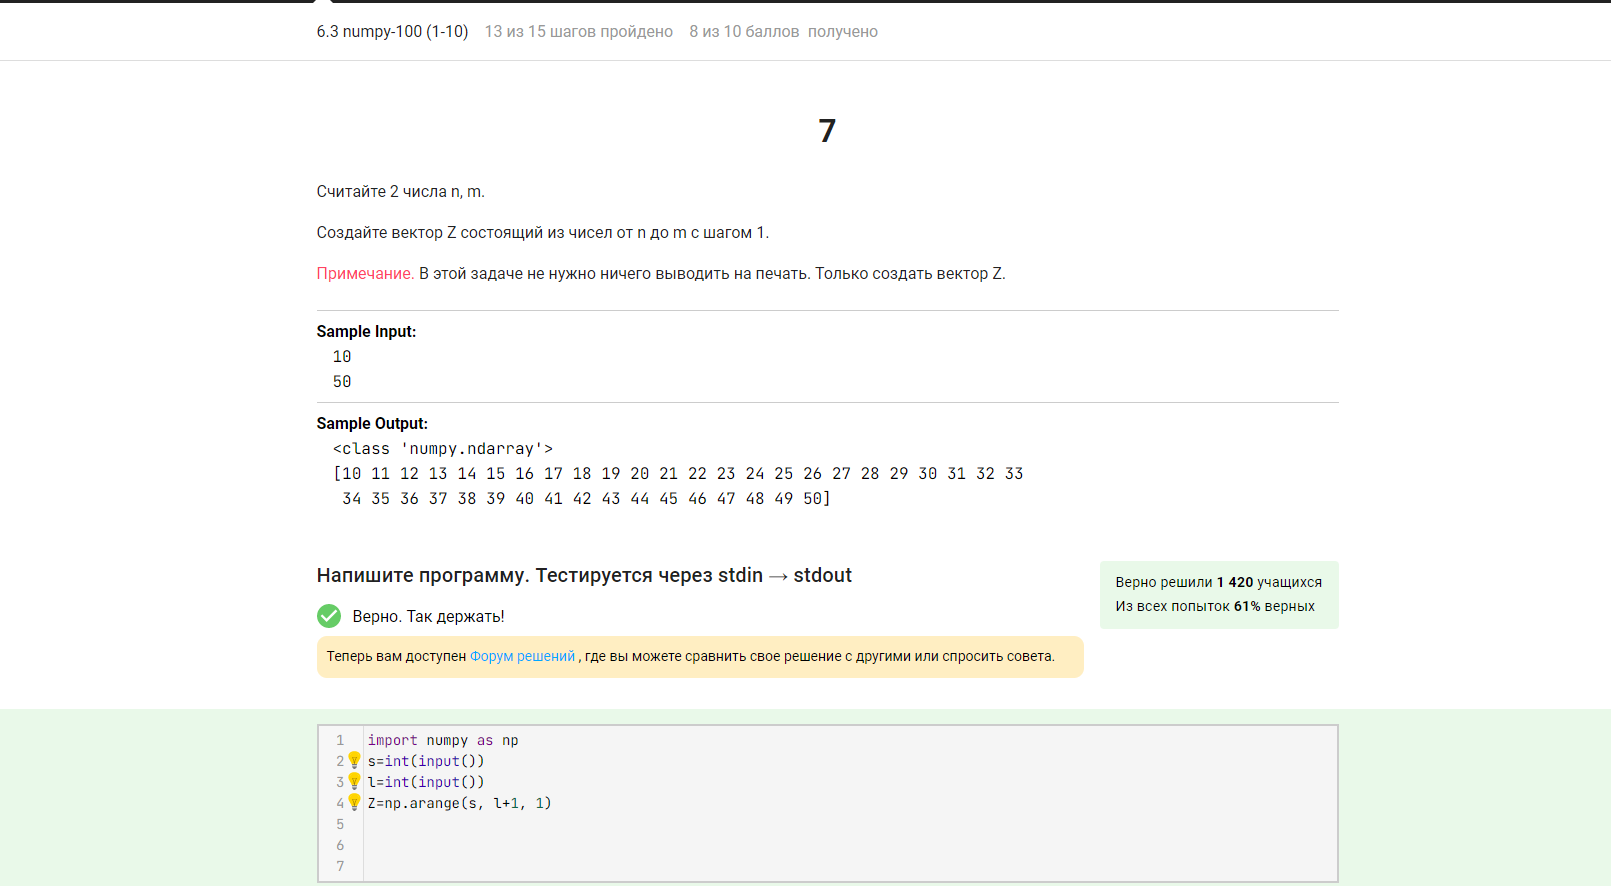 6.3 numpy-100 (1-10) 13 из 15 шагов пройдено 8 из 10 баллов получено
7
Считайте 2 числа n, m.
Создайте вектор Z состоящий из чисел от n до m с шагом 1.
Примечание. В этой задаче не нужно ничего выводить на печать. Только создать вектор Z.
Sample Input:
10
50
Sample Output:
<class 'numpy.ndarray'>
[10 11 12 13 14 15 16 17 18 19 20 21 22 23 24 25 26 27 28 29 30 31 32 33
34 35 36 37 38 39 40 41 42 43 44 45 46 47 48 49 50]
Напишите программу. Тестируется через stdin → stdout
Верно решили 1 420 учащихся
Из всех попыток 61% верных
Верно. Так держать!
Теперь вам доступен Форум решений , где вы можете сравнить свое решение с другими или спросить совета.
1 import numpy as np
2 s=int(input())
3 l=int(input())
4 Z=np.arange(s, l+1, 1)
5
6
7